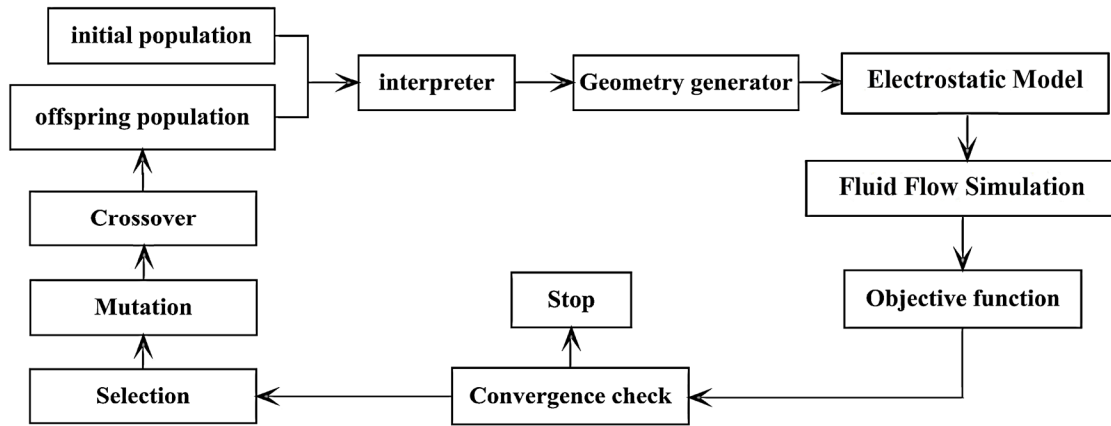 initial population
offspring population
interpreter
Geometry generator
Electrostatic Model
Fluid Flow Simulation
Objective function
Convergence check
Stop
Selection
Mutation
Crossover